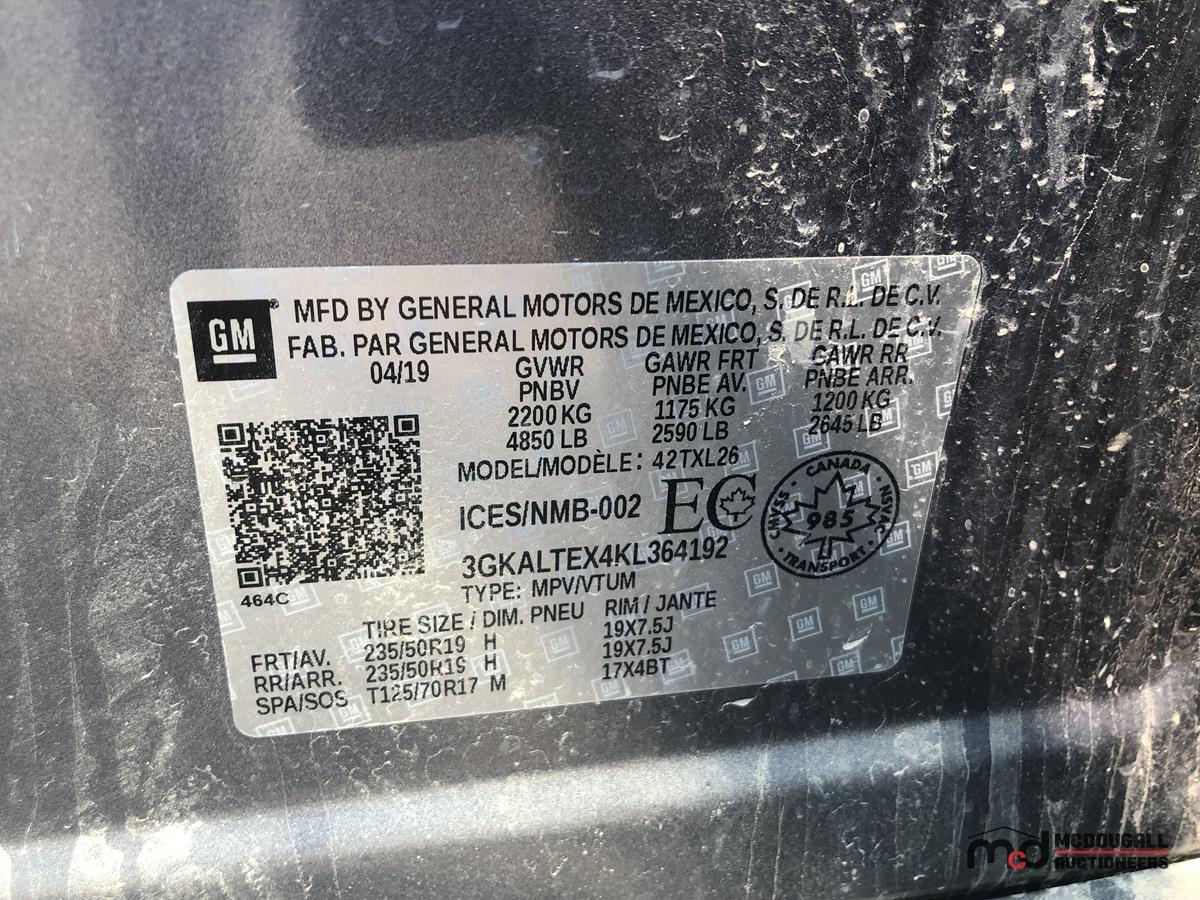 GM ®
MFD BY GENERAL MOTORS DE MEXICO, S. DE R.L. DE C.V.
FAB. PAR GENERAL MOTORS DE MEXICO, S. DE R.L. DE C.V.
04/19 GVWR GAWR FRT GAWR RR
PNBV PNBE AV. PNBE ARR.
2200 KG 1175 KG 1200 KG
4850 LB 2590 LB 2645 LB
MODEL/MODÈLE: 42TXL26
ICES/NMB-002 EC
CANADA
CMVSS 985 NSVAC
TRANSPORT
3GKALTEX4KL364192
464C
TYPE: MPV/VTUM
TIRE SIZE / DIM. PNEU RIM / JANTE
FRT/AV. 235/50R19 H 19X7.5J
RR/ARR. 235/50R19 H 19X7.5J
SPA/SOS T125/70R17 M 17X4BT
mcd MCDOUGALL
AUCTIONEERS